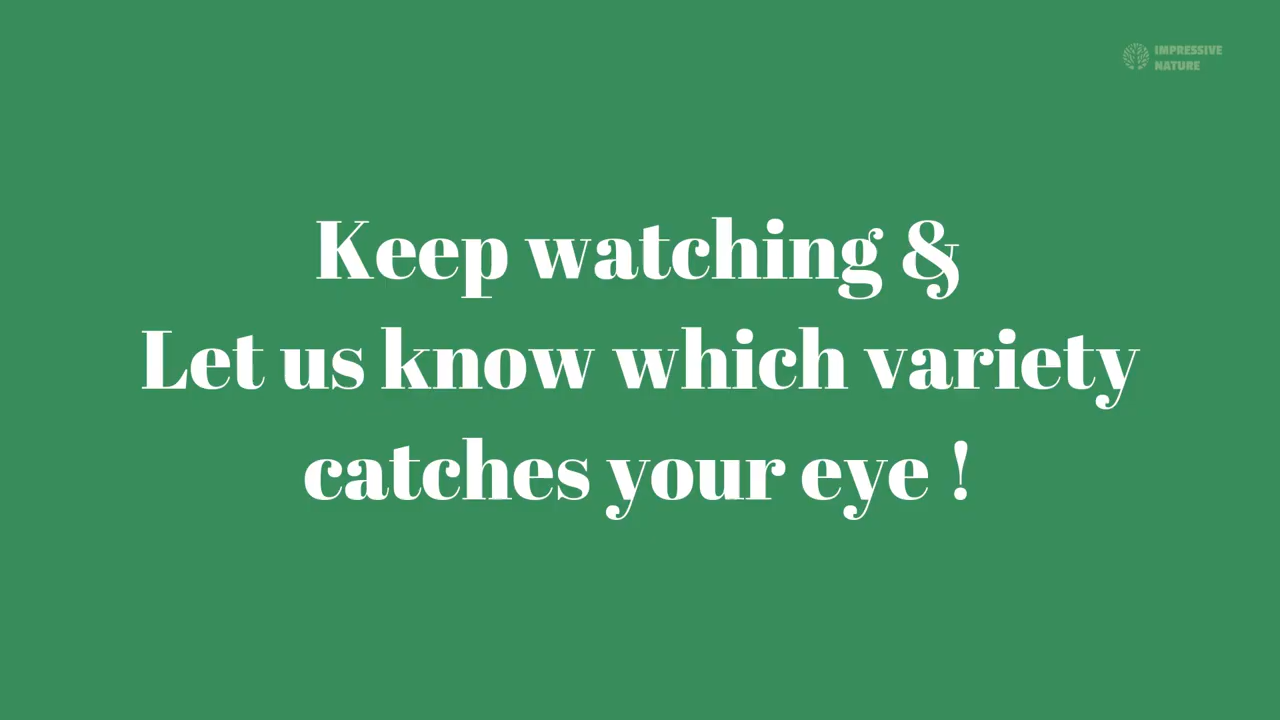 IMPRESSIVE
NATURE
Keep watching &
Let us know which variety
catches your eye !